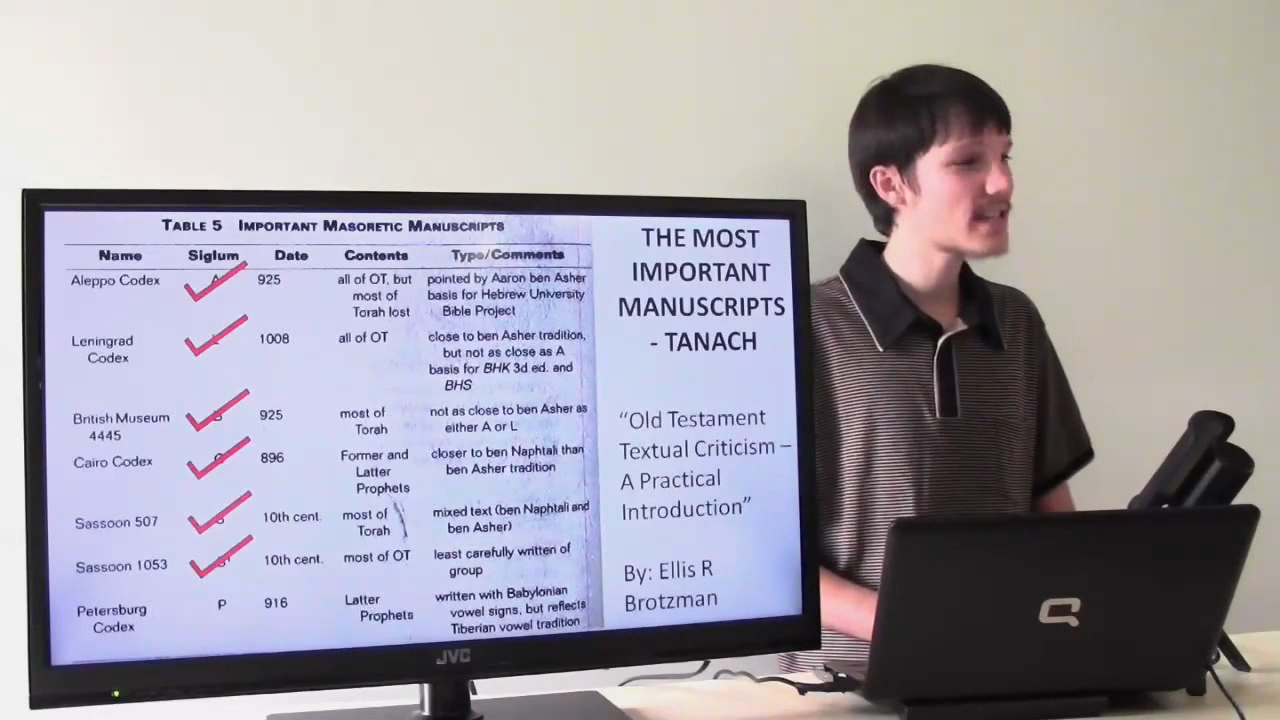 TABLE 5 IMPORTANT MASORETIC MANUSCRIPTS
Name Siglum Date Contents Type/Comments
Aleppo Codex 925 all of OT, but most of Torah lost pointed by Aaron ben Asher basis for Hebrew University Bible Project
Leningrad Codex 1008 all of OT close to ben Asher tradition, but not as close as A basis for BHK 3d ed. and BHS
British Museum 4445 925 most of Torah not as close to ben Asher as either A or L
Cairo Codex 896 Former and Latter Prophets closer to ben Naphtali than ben Asher tradition
Sassoon 507 10th cent. most of Torah mixed text (ben Naphtali and ben Asher)
Sassoon 1053 10th cent. most of OT least carefully written of group
Petersburg Codex P 916 Latter Prophets written with Babylonian vowel signs, but reflects Tiberian vowel tradition
THE MOST
IMPORTANT
MANUSCRIPTS
- TANACH
“Old Testament
Textual Criticism –
A Practical
Introduction”
By: Ellis R
Brotzman
JVC